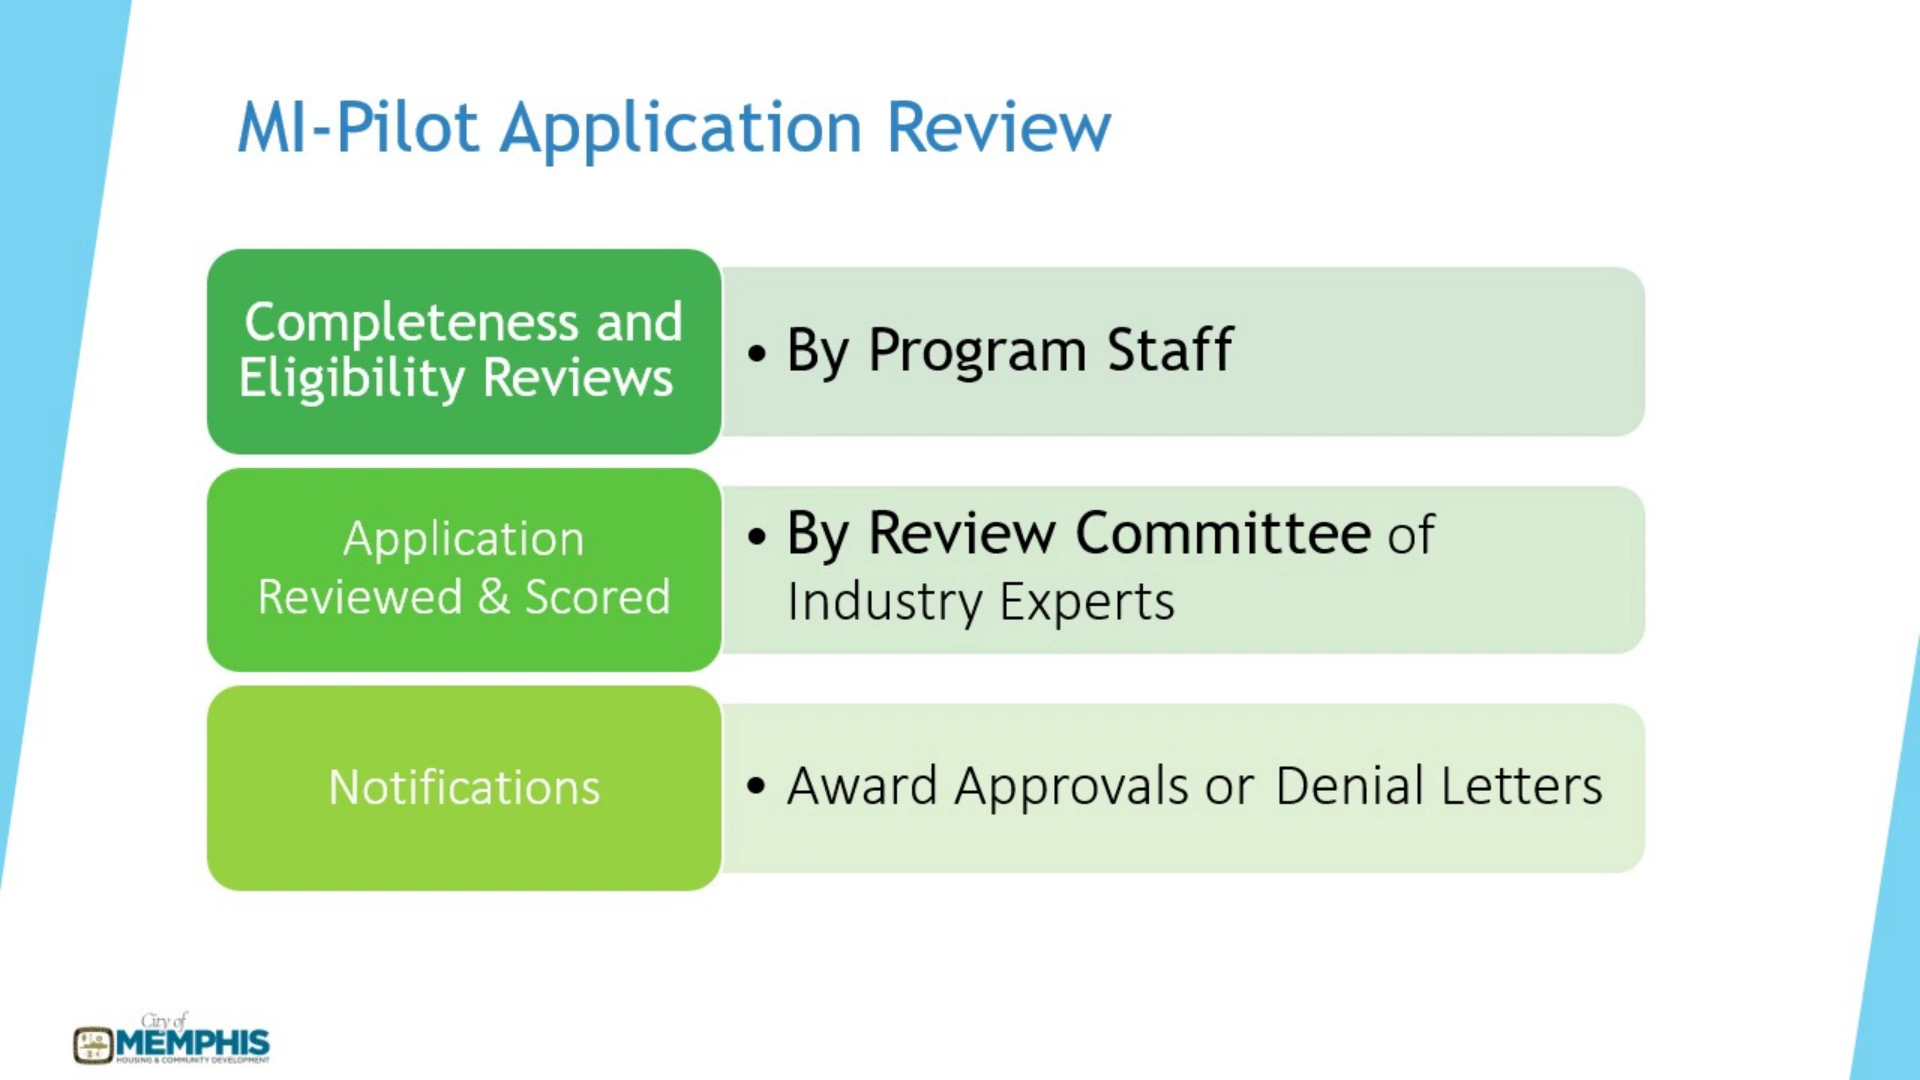 MI-Pilot Application Review
Completeness and
Eligibility Reviews
• By Program Staff
Application
Reviewed & Scored
• By Review Committee of
Industry Experts
Notifications
• Award Approvals or Denial Letters
City of
MEMPHIS
HOUSING & COMMUNITY DEVELOPMENT